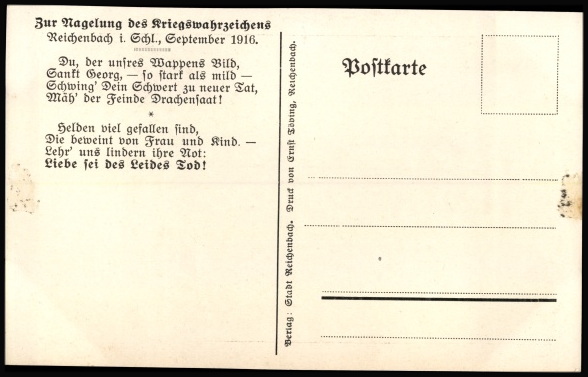 Zur Nagelung des Kriegswahrzeichens
Reichenbach i. Schl., September 1916.
Du, der unsres Wappens Bild,
Sankt Georg, — so stark als mild —
Schwing' Dein Schwert zu neuer Tat,
Mäh' der Feinde Drachensaat!
*
Helden viel gefallen sind,
Die beweint von Frau und Kind. —
Lehr' uns lindern ihre Not:
Liebe sei des Leides Tod!
Verlag: Stadt Reichenbach. Druck von Ernst Töving, Reichenbach.
Postkarte